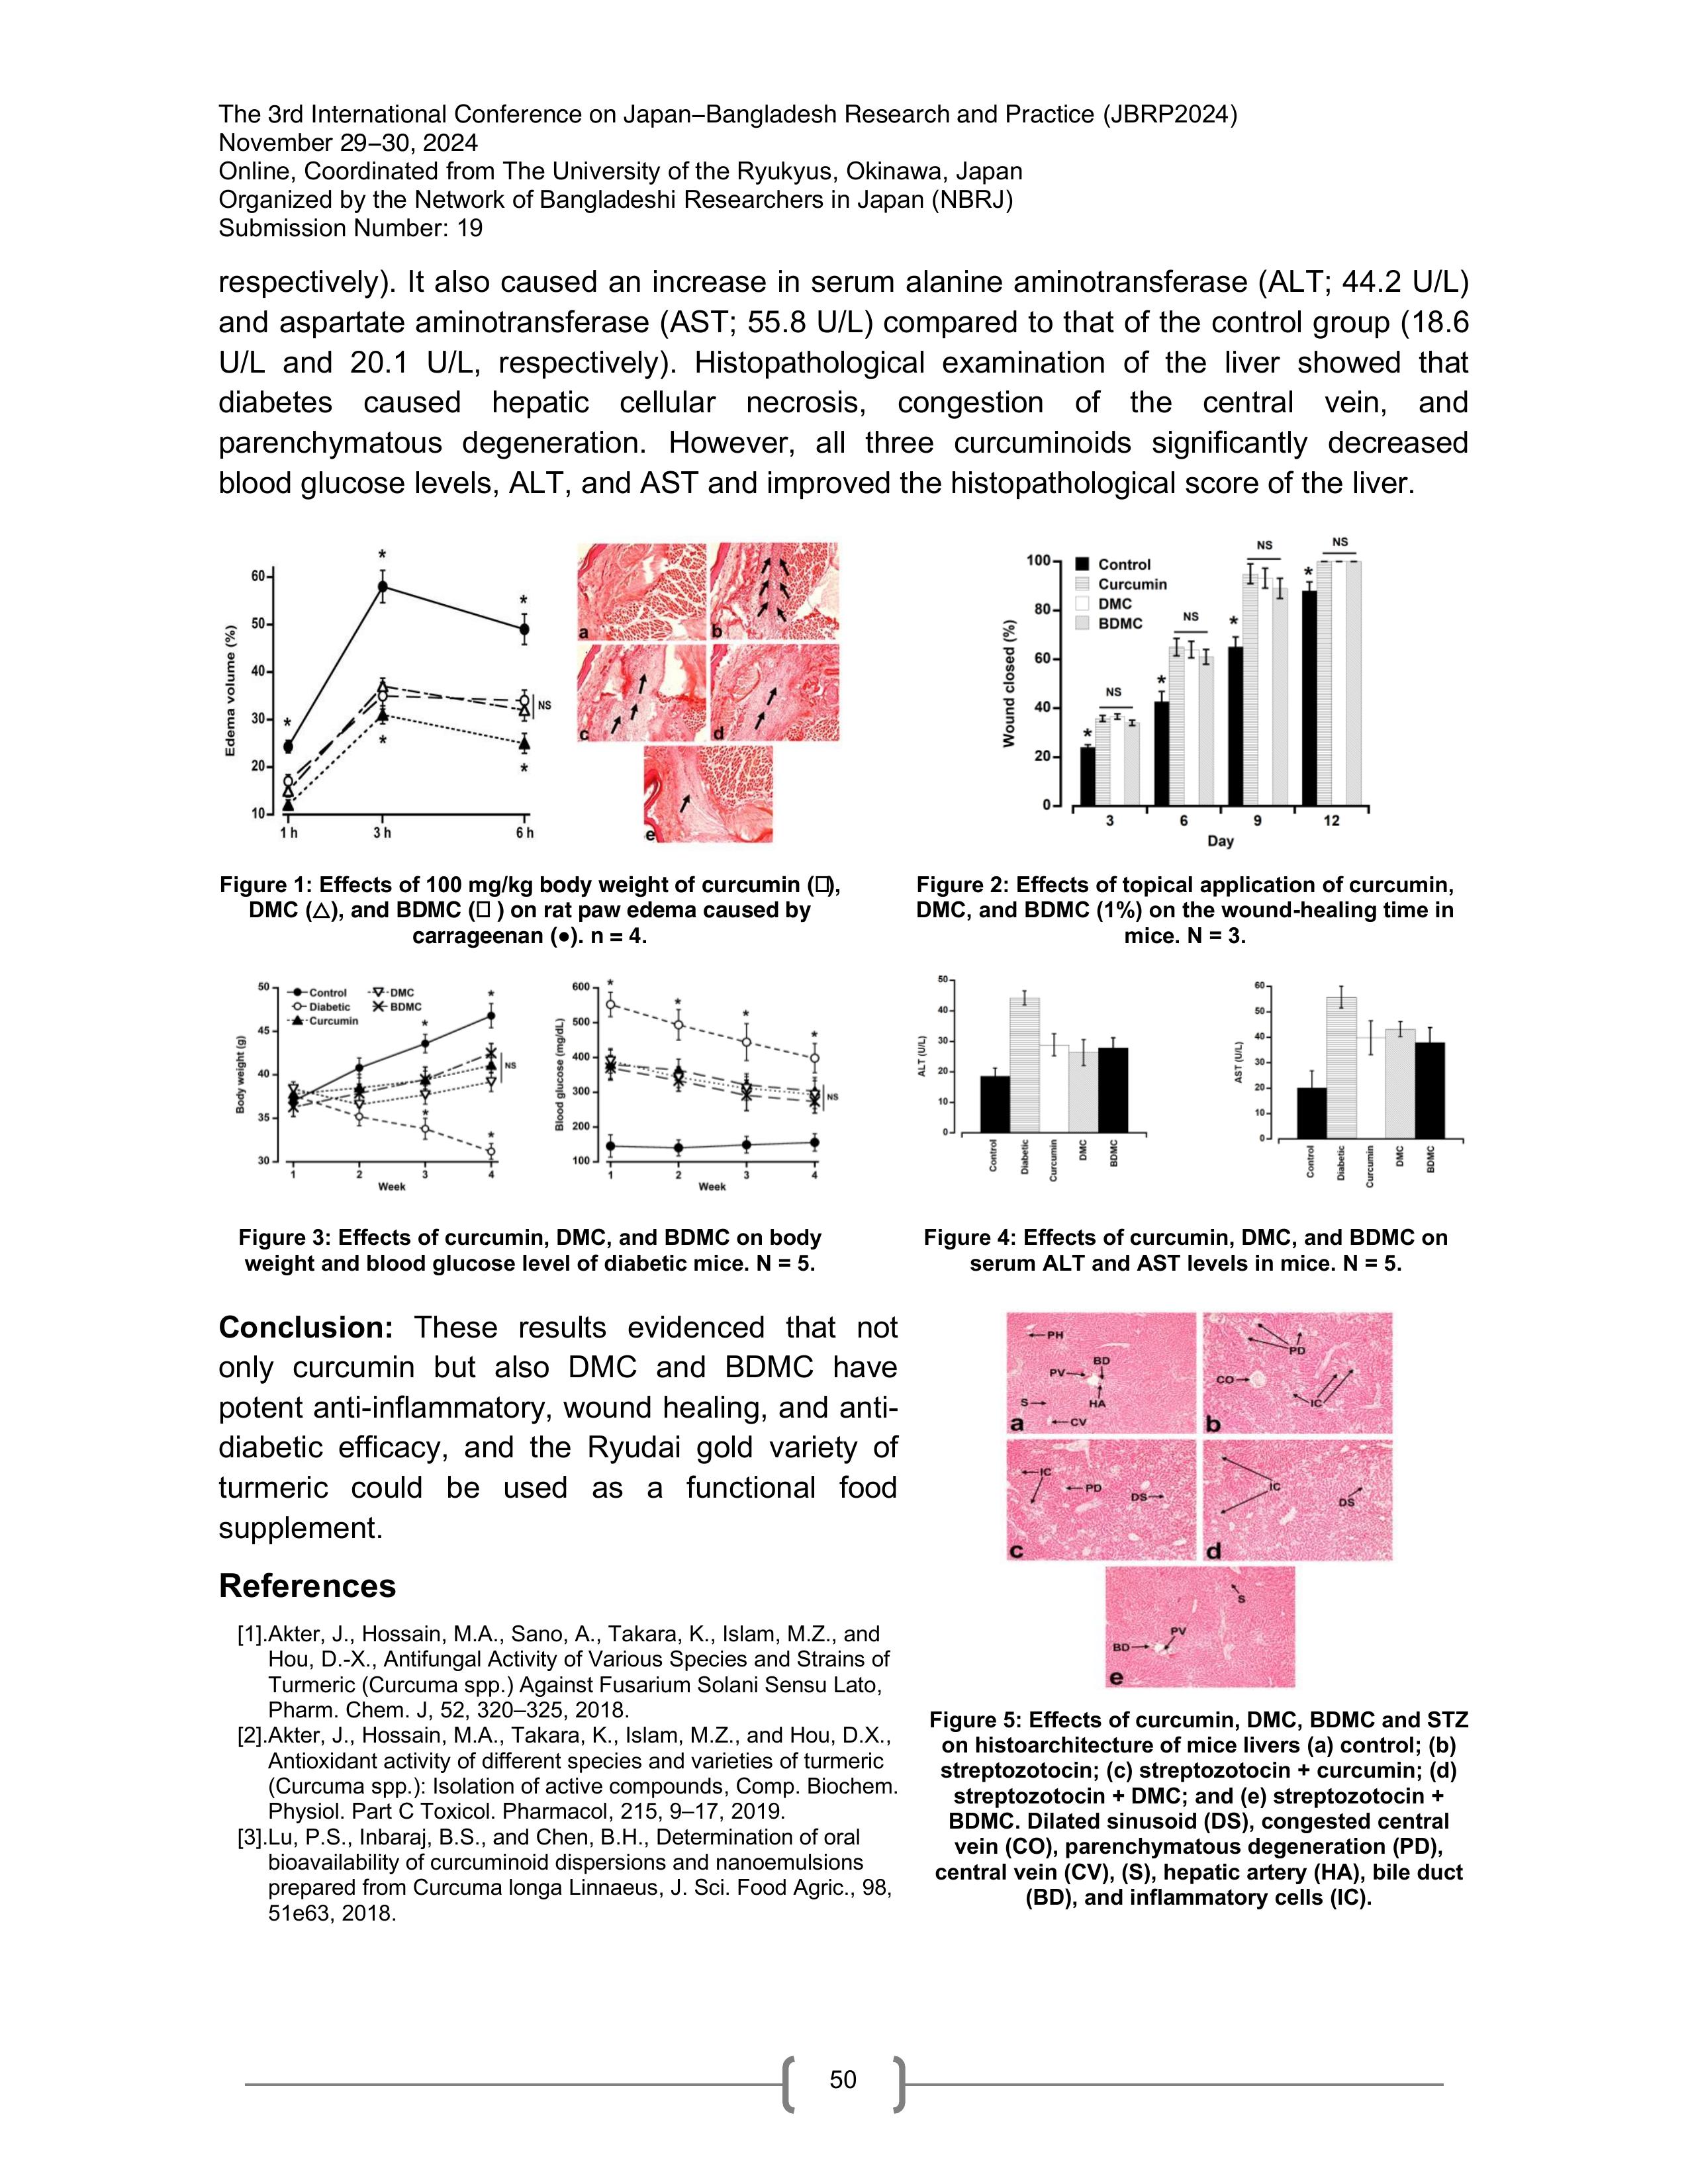 The 3rd International Conference on Japan–Bangladesh Research and Practice (JBRP2024)
November 29–30, 2024
Online, Coordinated from The University of the Ryukyus, Okinawa, Japan
Organized by the Network of Bangladeshi Researchers in Japan (NBRJ)
Submission Number: 19
respectively). It also caused an increase in serum alanine aminotransferase (ALT; 44.2 U/L)
and aspartate aminotransferase (AST; 55.8 U/L) compared to that of the control group (18.6
U/L and 20.1 U/L, respectively). Histopathological examination of the liver showed that
diabetes caused hepatic cellular necrosis, congestion of the central vein, and
parenchymatous degeneration. However, all three curcuminoids significantly decreased
blood glucose levels, ALT, and AST and improved the histopathological score of the liver.
Edema volume (%)
60
50
40
30
20
10
1 h
3 h
6 h
*
*
*
*
*
NS
a
b
c
d
e
Figure 1: Effects of 100 mg/kg body weight of curcumin (□),
DMC (△), and BDMC (□ ) on rat paw edema caused by
carrageenan (●). n = 4.
Wound closed (%)
100
80
60
40
20
0
Control
Curcumin
DMC
BDMC
* NS
* NS
* NS
* NS
3 6 9 12
Day
Figure 2: Effects of topical application of curcumin,
DMC, and BDMC (1%) on the wound-healing time in
mice. N = 3.
Body weight (g)
50
45
40
35
30
Control
Diabetic
Curcumin
DMC
BDMC
*
*
*
*
NS
1 2 3 4
Week
Blood glucose (mg/dL)
600
500
400
300
200
100
* * * *
NS
1 2 3 4
Week
Figure 3: Effects of curcumin, DMC, and BDMC on body
weight and blood glucose level of diabetic mice. N = 5.
ALT (U/L)
50
40
30
20
10
0
Control
Diabetic
Curcumin
DMC
BDMC
AST (U/L)
60
50
40
30
20
10
0
Control
Diabetic
Curcumin
DMC
BDMC
Figure 4: Effects of curcumin, DMC, and BDMC on
serum ALT and AST levels in mice. N = 5.
Conclusion: These results evidenced that not
only curcumin but also DMC and BDMC have
potent anti-inflammatory, wound healing, and anti-
diabetic efficacy, and the Ryudai gold variety of
turmeric could be used as a functional food
supplement.
References
[1].Akter, J., Hossain, M.A., Sano, A., Takara, K., Islam, M.Z., and
Hou, D.-X., Antifungal Activity of Various Species and Strains of
Turmeric (Curcuma spp.) Against Fusarium Solani Sensu Lato,
Pharm. Chem. J, 52, 320–325, 2018.
[2].Akter, J., Hossain, M.A., Takara, K., Islam, M.Z., and Hou, D.X.,
Antioxidant activity of different species and varieties of turmeric
(Curcuma spp.): Isolation of active compounds, Comp. Biochem.
Physiol. Part C Toxicol. Pharmacol, 215, 9–17, 2019.
[3].Lu, P.S., Inbaraj, B.S., and Chen, B.H., Determination of oral
bioavailability of curcuminoid dispersions and nanoemulsions
prepared from Curcuma longa Linnaeus, J. Sci. Food Agric., 98,
51e63, 2018.
PH
BD
PV
S
HA
CV
a
PD
CO
IC
b
IC
PD
DS
c
IC
DS
d
S
PV
BD
e
Figure 5: Effects of curcumin, DMC, BDMC and STZ
on histoarchitecture of mice livers (a) control; (b)
streptozotocin; (c) streptozotocin + curcumin; (d)
streptozotocin + DMC; and (e) streptozotocin +
BDMC. Dilated sinusoid (DS), congested central
vein (CO), parenchymatous degeneration (PD),
central vein (CV), (S), hepatic artery (HA), bile duct
(BD), and inflammatory cells (IC).
50